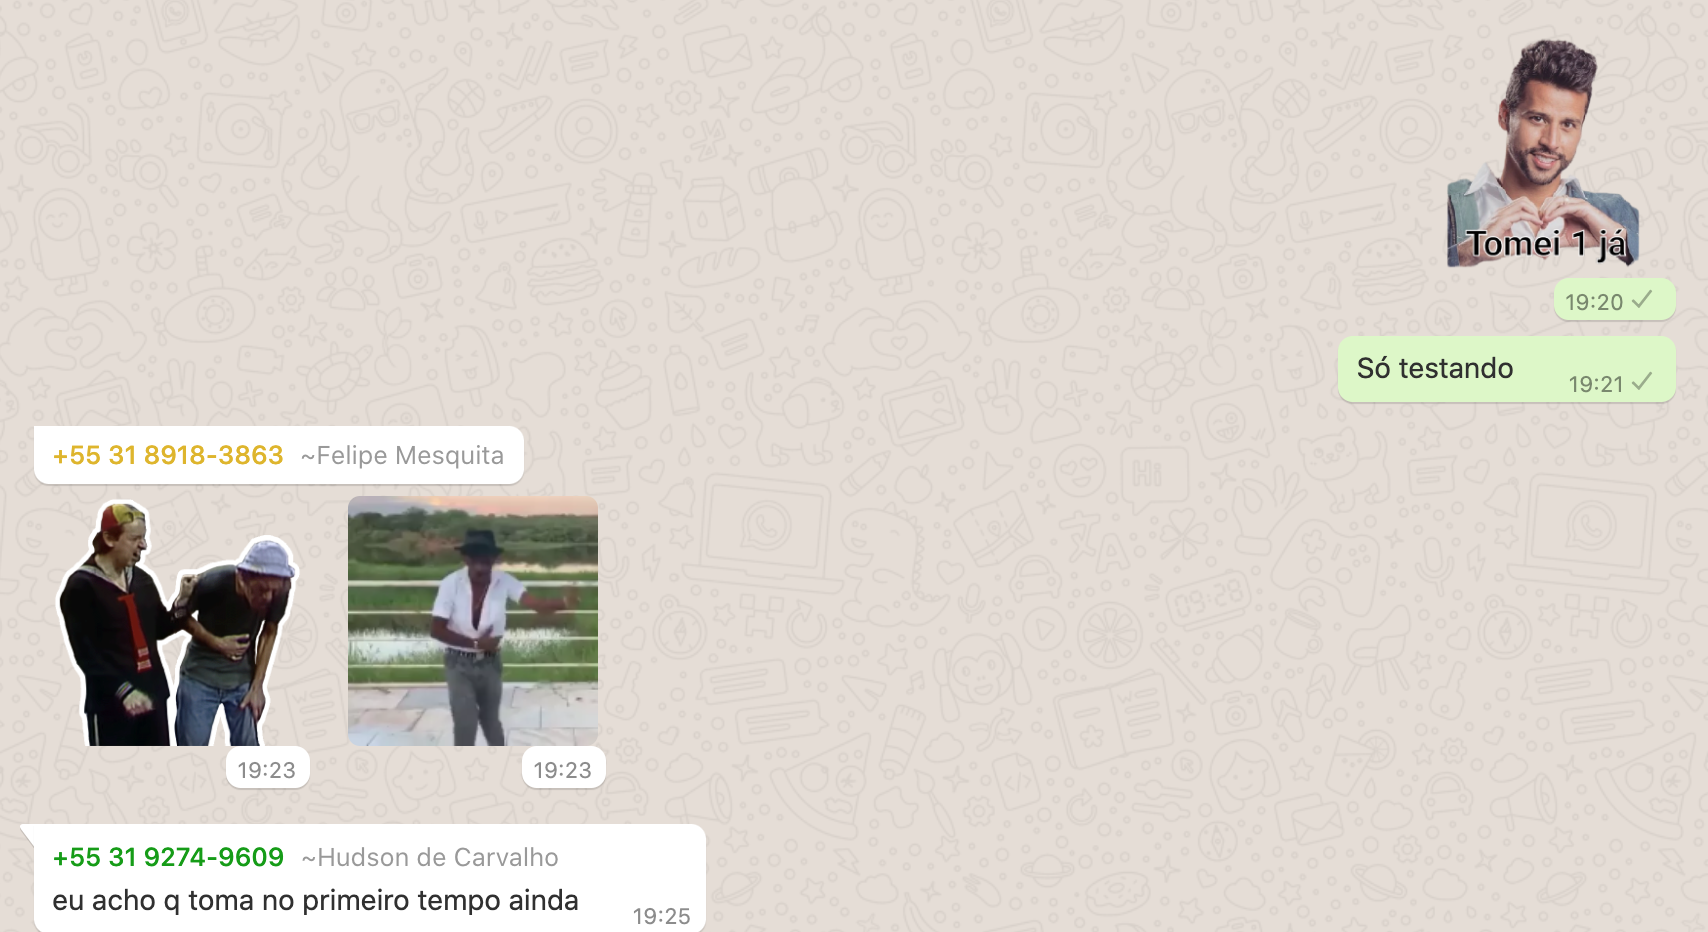 Tomei 1 já
19:20
Só testando
19:21
+55 31 8918-3863 ~Felipe Mesquita
19:23 19:23
+55 31 9274-9609 ~Hudson de Carvalho
eu acho q toma no primeiro tempo ainda
19:25